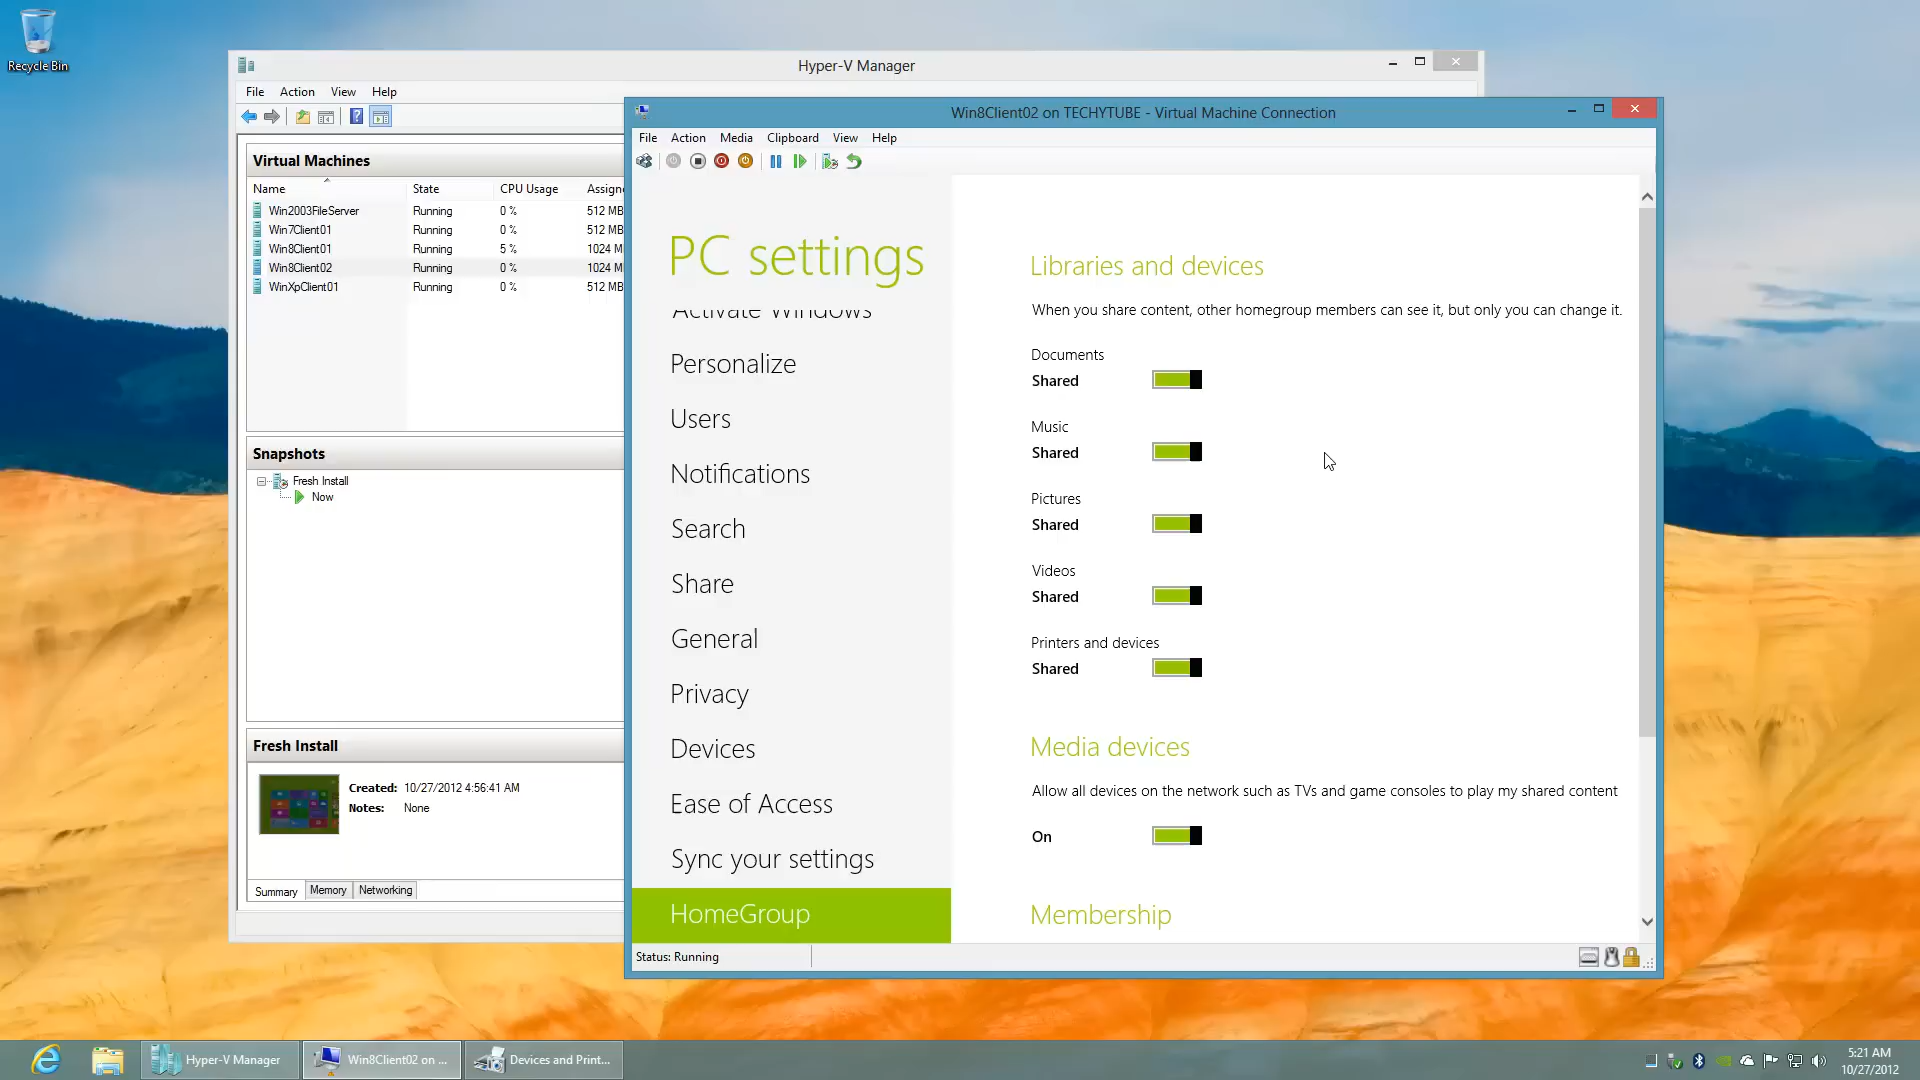 Recycle Bin
Hyper-V Manager
File Action View Help
Virtual Machines
Name State CPU Usage Assigne
Win2003FileServer Running 0 % 512 MB
Win7Client01 Running 0 % 512 MB
Win8Client01 Running 5 % 1024 M
Win8Client02 Running 0 % 1024 M
WinXpClient01 Running 0 % 512 MB
Snapshots
Fresh Install
Now
Fresh Install
Created: 10/27/2012 4:56:41 AM
Notes: None
Summary Memory Networking
Win8Client02 on TECHYTUBE - Virtual Machine Connection
File Action Media Clipboard View Help
PC settings
Activate Windows
Personalize
Users
Notifications
Search
Share
General
Privacy
Devices
Ease of Access
Sync your settings
HomeGroup
Libraries and devices
When you share content, other homegroup members can see it, but only you can change it.
Documents
Shared
Music
Shared
Pictures
Shared
Videos
Shared
Printers and devices
Shared
Media devices
Allow all devices on the network such as TVs and game consoles to play my shared content
On
Membership
Status: Running
Hyper-V Manager
Win8Client02 on ...
Devices and Print...
5:21 AM
10/27/2012